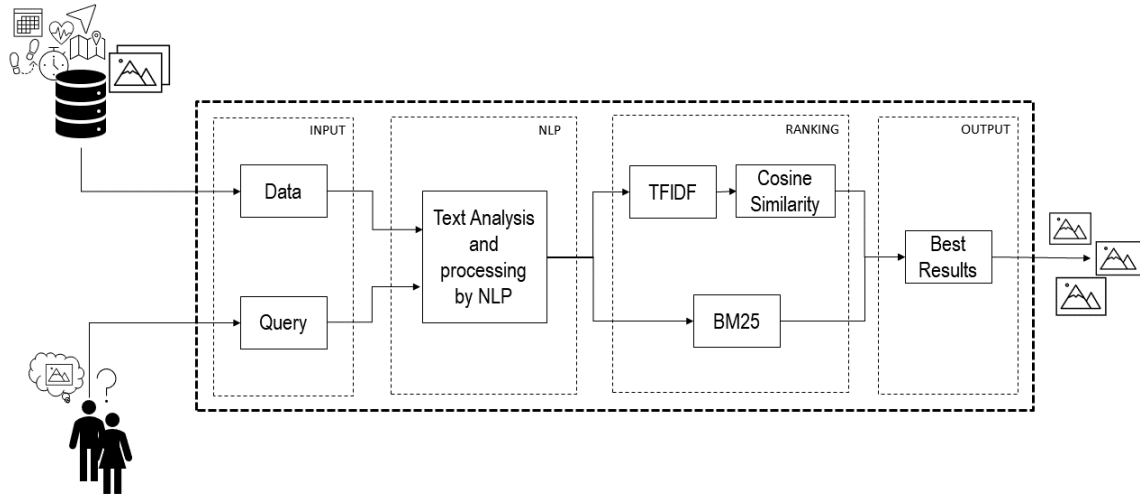 INPUT
NLP
RANKING
OUTPUT
Data
Query
Text Analysis
and
processing
by NLP
TFIDF
Cosine
Similarity
BM25
Best
Results